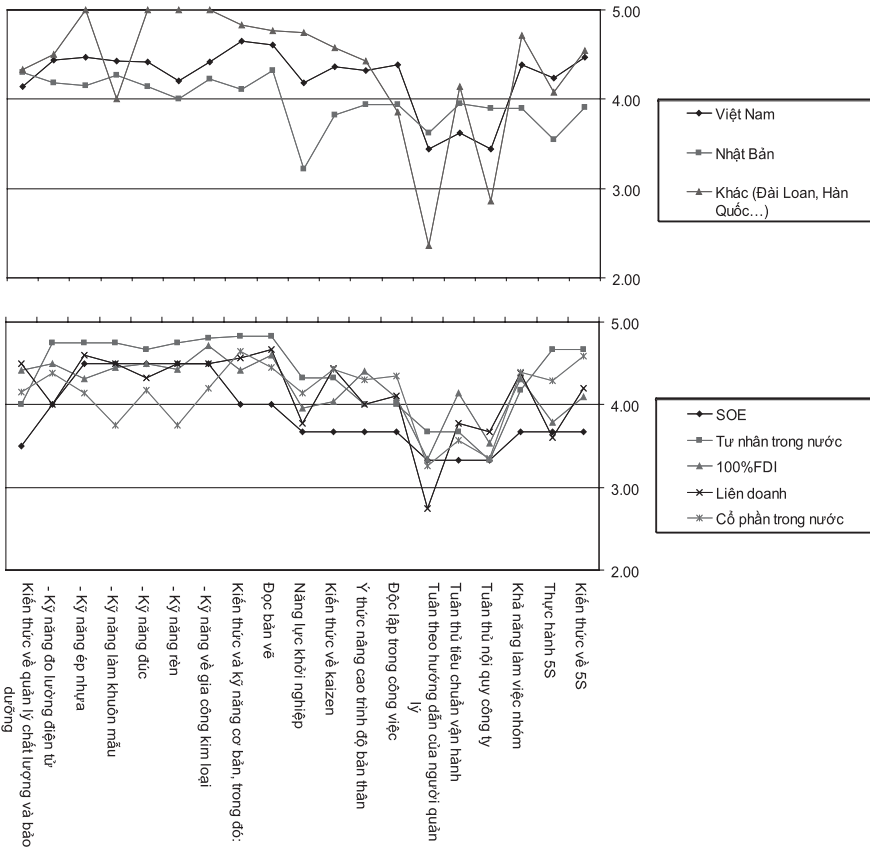 5.00
4.00
3.00
2.00
Việt Nam
Nhật Bản
Khác (Đài Loan, Hàn
Quốc...)
5.00
4.00
3.00
2.00
SOE
Tư nhân trong nước
100%FDI
Liên doanh
Cổ phần trong nước
Kiến thức về quản lý chất lượng và bảo
dưỡng
- Kỹ năng đo lường điện tử
- Kỹ năng ép nhựa
- Kỹ năng làm khuôn mẫu
- Kỹ năng đúc
- Kỹ năng rèn
- Kỹ năng về gia công kim loại
Kiến thức và kỹ năng cơ bản, trong đó:
Đọc bản vẽ
Năng lực khởi nghiệp
Kiến thức về kaizen
Ý thức nâng cao trình độ bản thân
Độc lập trong công việc
Tuân theo hướng dẫn của người quản
lý
Tuân thủ tiêu chuẩn vận hành
Tuân thủ nội quy công ty
Khả năng làm việc nhóm
Thực hành 5S
Kiến thức về 5S